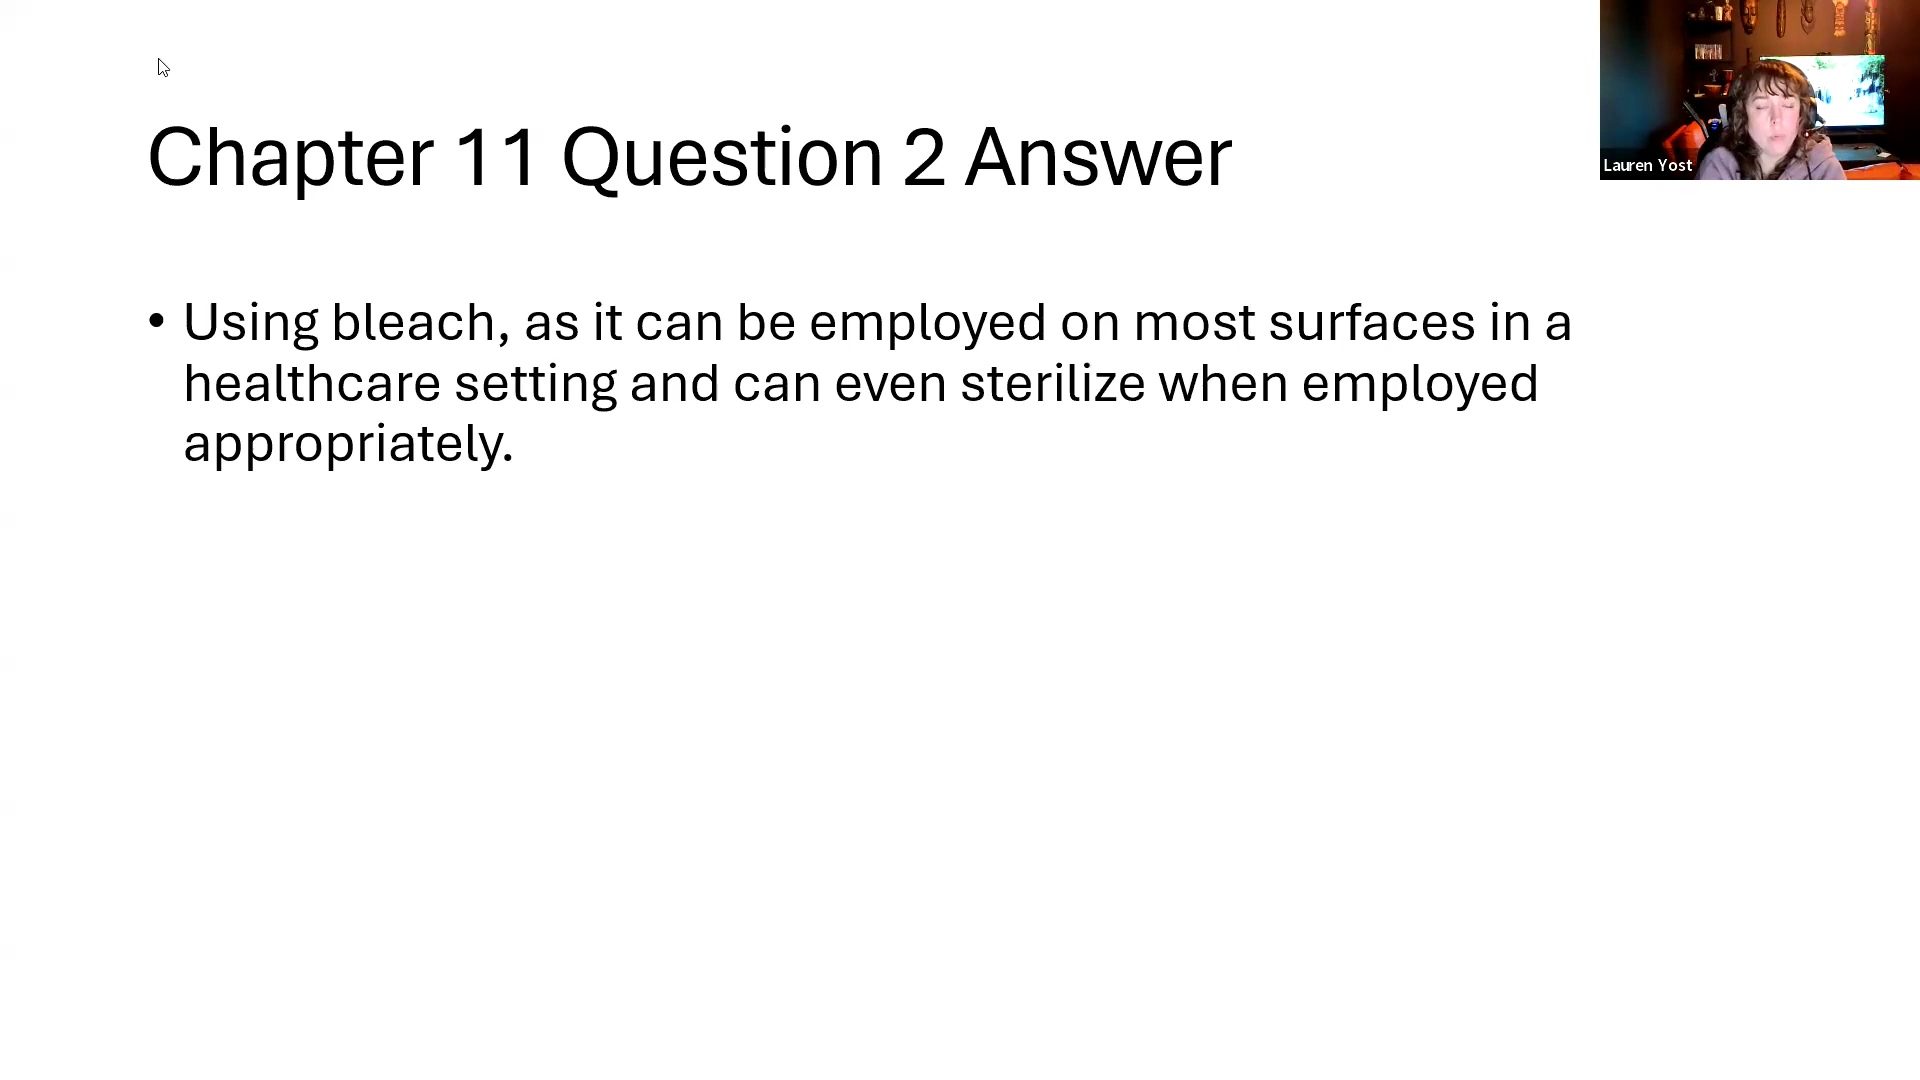 Chapter 11 Question 2 Answer
Lauren Yost
• Using bleach, as it can be employed on most surfaces in a
healthcare setting and can even sterilize when employed
appropriately.